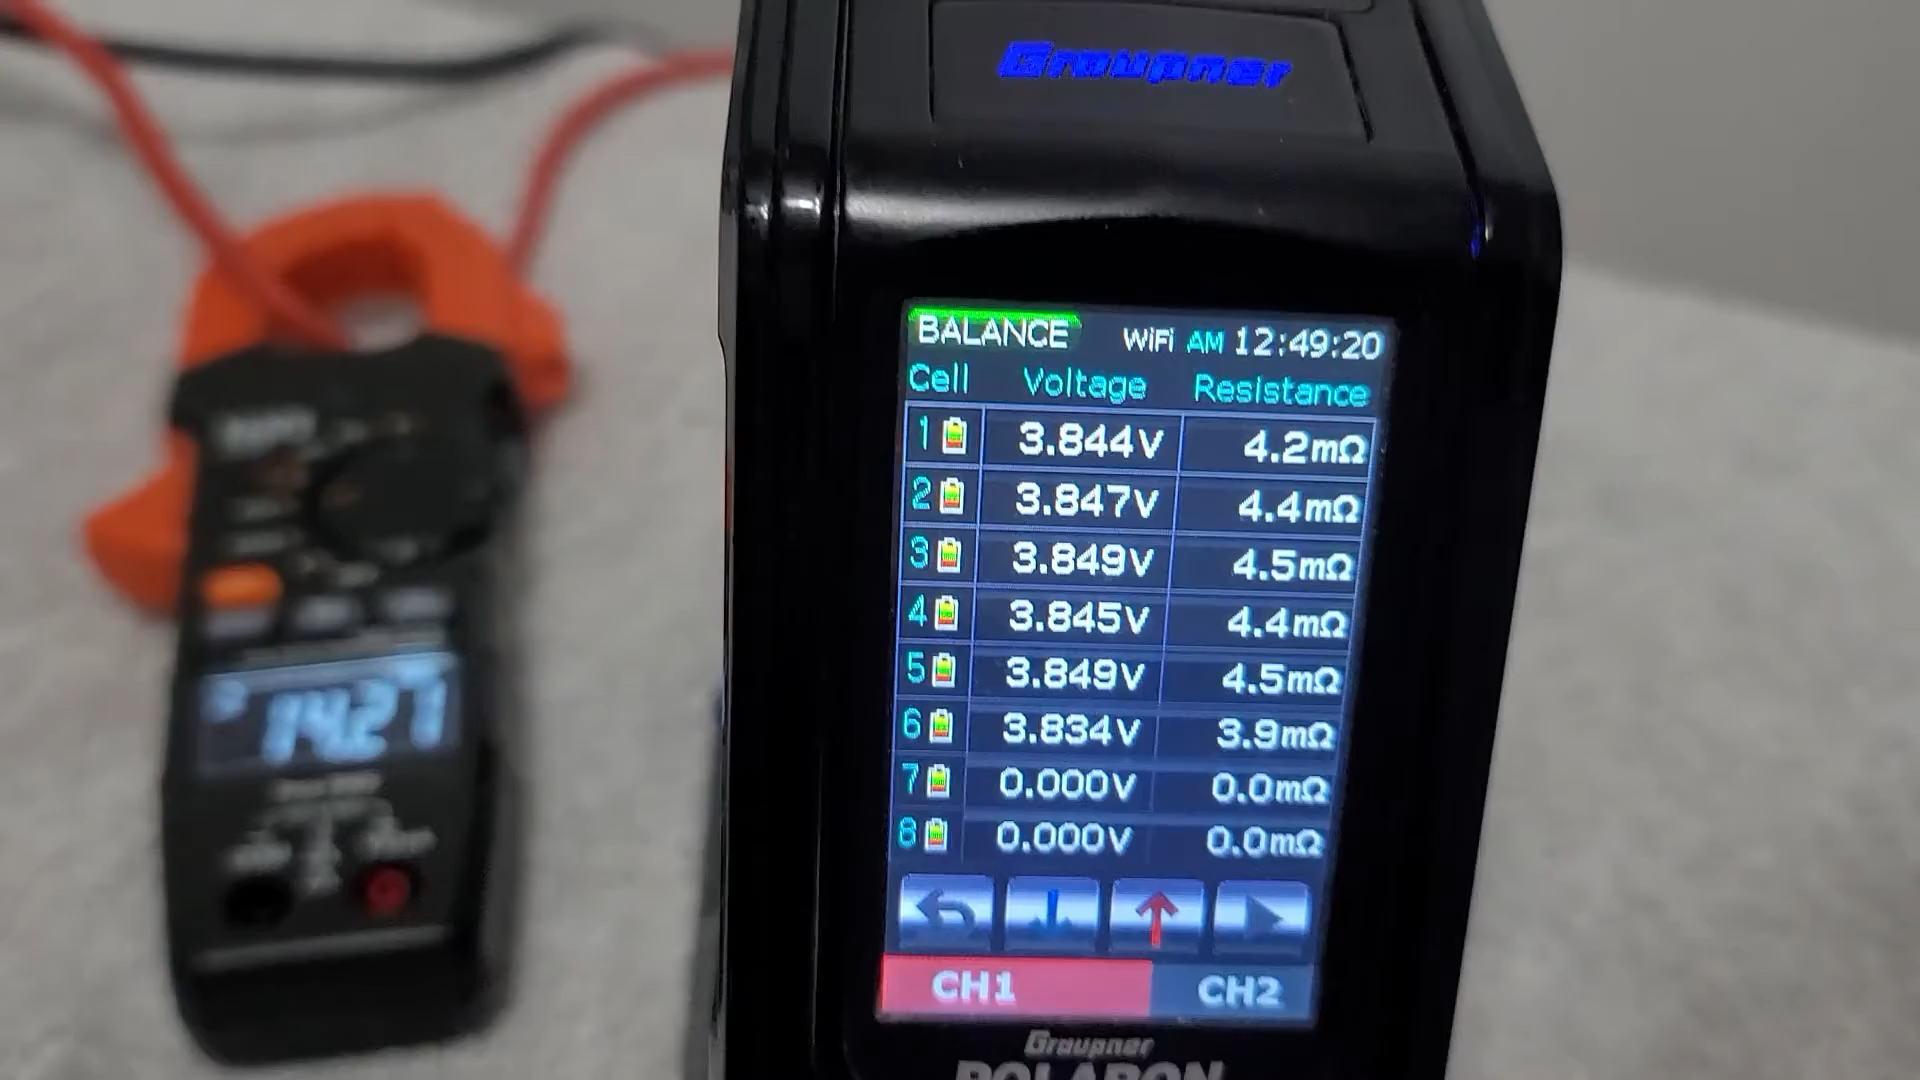 Graupner
BALANCE WiFi AM 12:49:20
Cell Voltage Resistance
1 3.844V 4.2mΩ
2 3.847V 4.4mΩ
3 3.849V 4.5mΩ
4 3.845V 4.4mΩ
5 3.849V 4.5mΩ
6 3.834V 3.9mΩ
7 0.000V 0.0mΩ
8 0.000V 0.0mΩ
CH1 CH2
Graupner
POLARON
14.27